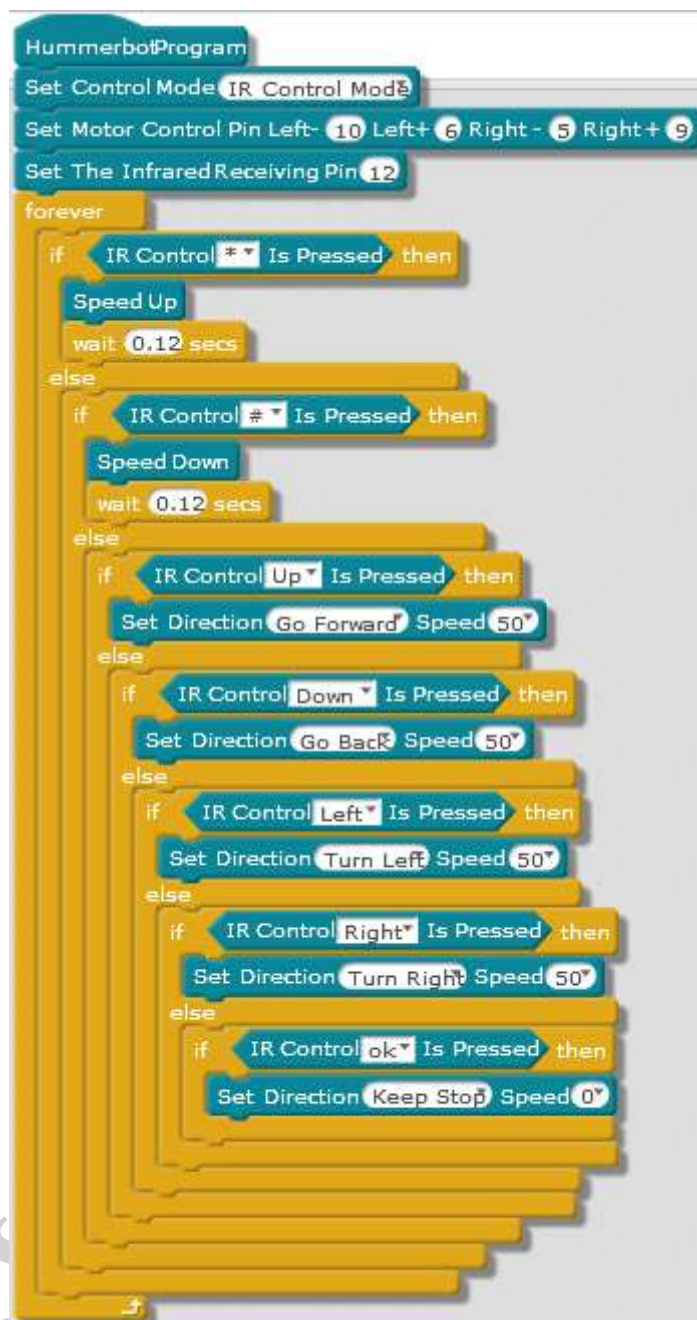 HummerbotProgram
Set Control Mode IR Control Mode
Set Motor Control Pin Left- 10 Left+ 6 Right - 5 Right + 9
Set The Infrared Receiving Pin 12
forever
if IR Control * Is Pressed then
Speed Up
wait 0.12 secs
else
if IR Control # Is Pressed then
Speed Down
wait 0.12 secs
else
if IR Control Up Is Pressed then
Set Direction Go Forward Speed 50
else
if IR Control Down Is Pressed then
Set Direction Go Back Speed 50
else
if IR Control Left Is Pressed then
Set Direction Turn Left Speed 50
else
if IR Control Right Is Pressed then
Set Direction Turn Right Speed 50
else
if IR Control ok Is Pressed then
Set Direction Keep Stop Speed 0